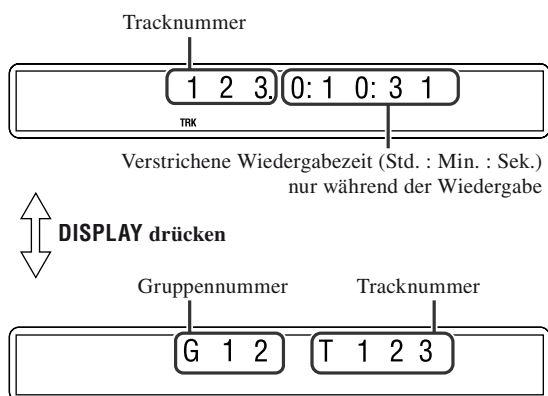 Tracknummer
1 2 3. 0:1 0: 3 1
TRK
Verstrichene Wiedergabezeit (Std. : Min. : Sek.)
nur während der Wiedergabe
DISPLAY drücken
Gruppennummer Tracknummer
G 1 2 T 1 2 3